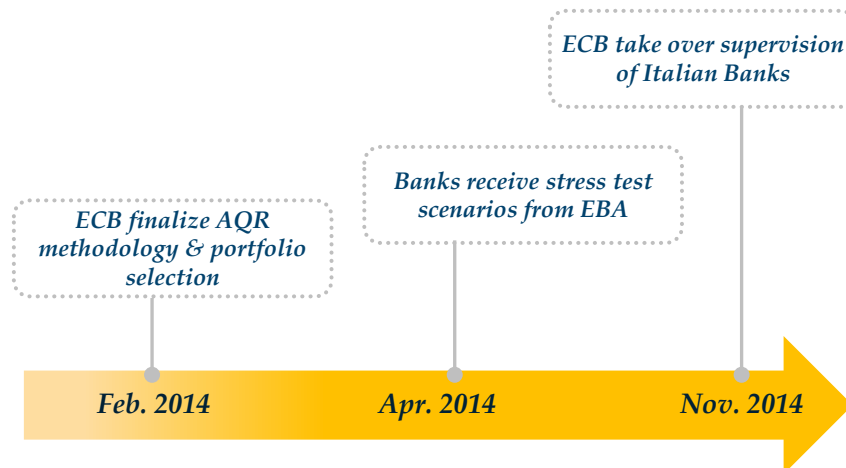 ECB take over supervision
of Italian Banks
Banks receive stress test
scenarios from EBA
ECB finalize AQR
methodology & portfolio
selection
Feb. 2014
Apr. 2014
Nov. 2014